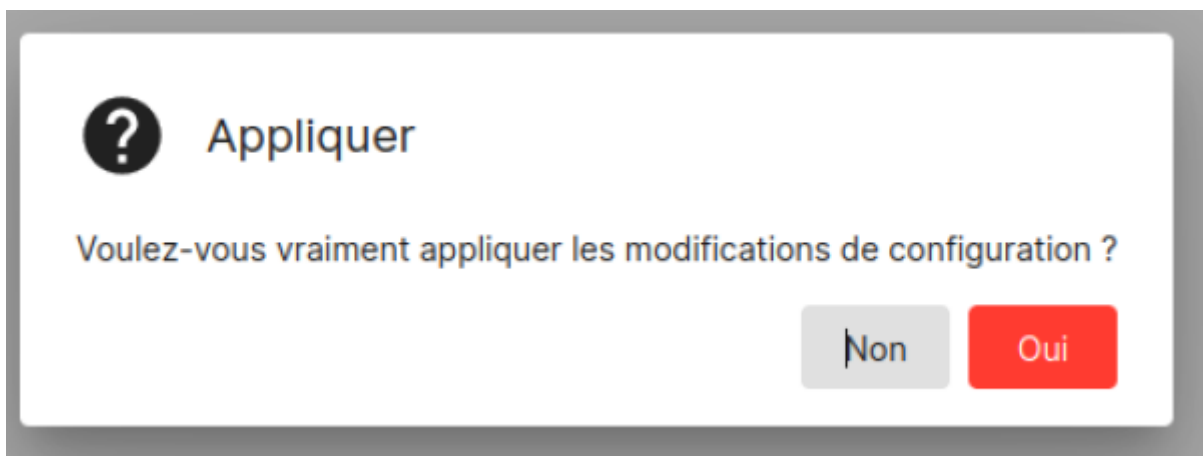 Appliquer
Voulez-vous vraiment appliquer les modifications de configuration ?
Non
Oui